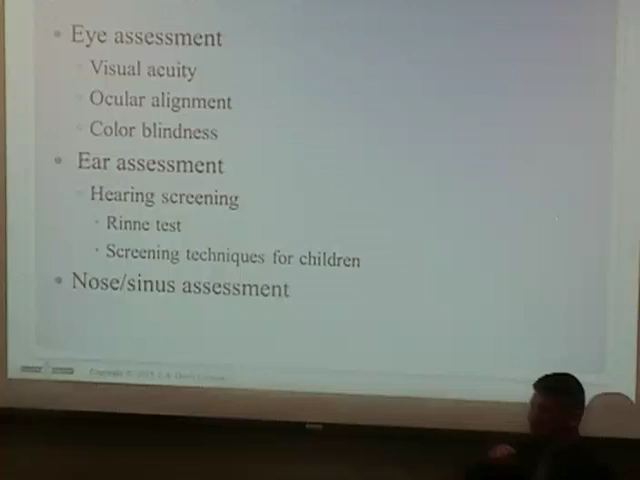 • Eye assessment
◦ Visual acuity
◦ Ocular alignment
◦ Color blindness
• Ear assessment
◦ Hearing screening
• Rinne test
• Screening techniques for children
• Nose/sinus assessment
Copyright ©